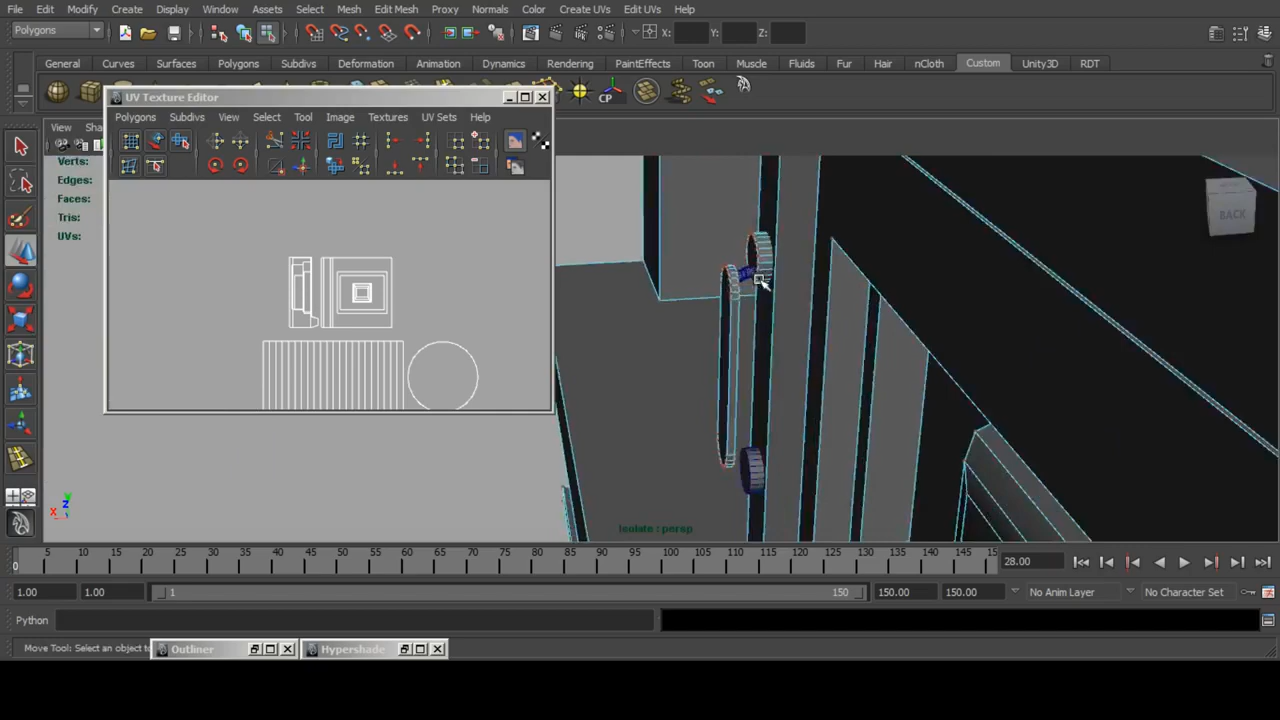 File Edit Modify Create Display Window Assets Select Mesh Edit Mesh Proxy Normals Color Create UVs Edit UVs Help
Polygons X: Y: Z:
General Curves Surfaces Polygons Subdivs Deformation Animation Dynamics Rendering PaintEffects Toon Muscle Fluids Fur Hair nCloth Custom Unity3D RDT
CP
UV Texture Editor
Polygons Subdivs View Select Tool Image Textures UV Sets Help
View Sha
Verts:
Edges:
Faces:
Tris:
UVs:
BACK
Isolate : persp
5 10 15 20 25 30 35 40 45 50 55 60 65 70 75 80 85 90 95 100 105 110 115 120 125 130 135 140 145 15
0 28.00
1.00 1.00 1 150 150.00 150.00 No Anim Layer No Character Set
Python
Move Tool: Select an object to
Outliner Hypershade